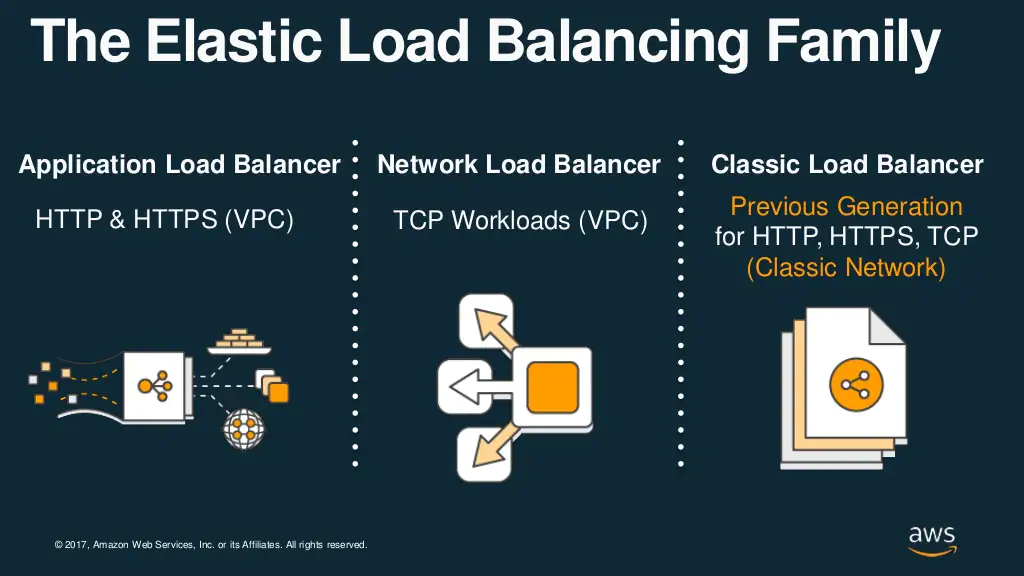 The Elastic Load Balancing Family
Application Load Balancer
HTTP & HTTPS (VPC)
Network Load Balancer
TCP Workloads (VPC)
Classic Load Balancer
Previous Generation
for HTTP, HTTPS, TCP
(Classic Network)
© 2017, Amazon Web Services, Inc. or its Affiliates. All rights reserved.
aws